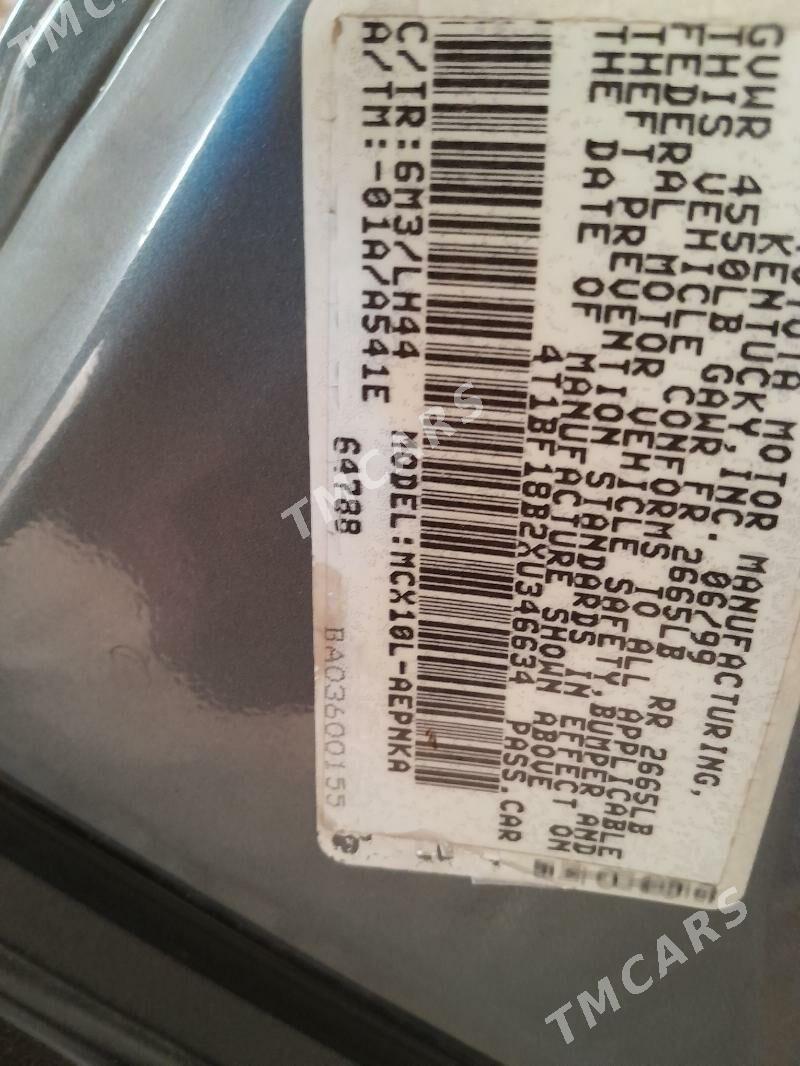 TOYOTA MOTOR MANUFACTURING,
KENTUCKY,INC. 06/99
GVWR 4550LB GAWR FR 2665LB RR 2665LB
THIS VEHICLE CONFORMS TO ALL APPLICABLE
FEDERAL MOTOR VEHICLE SAFETY,BUMPER AND
THEFT PREVENTION STANDARDS IN EFFECT ON
THE DATE OF MANUFACTURE SHOWN ABOVE
4T1BF18B2XU346634 PASS.CAR
C/TR:6M3/LH44 MODEL:MCX10L-AEPNKA
A/TM:-01A/A541E 64788
BA03600155
TMCARS
TMCARS
TMCARS